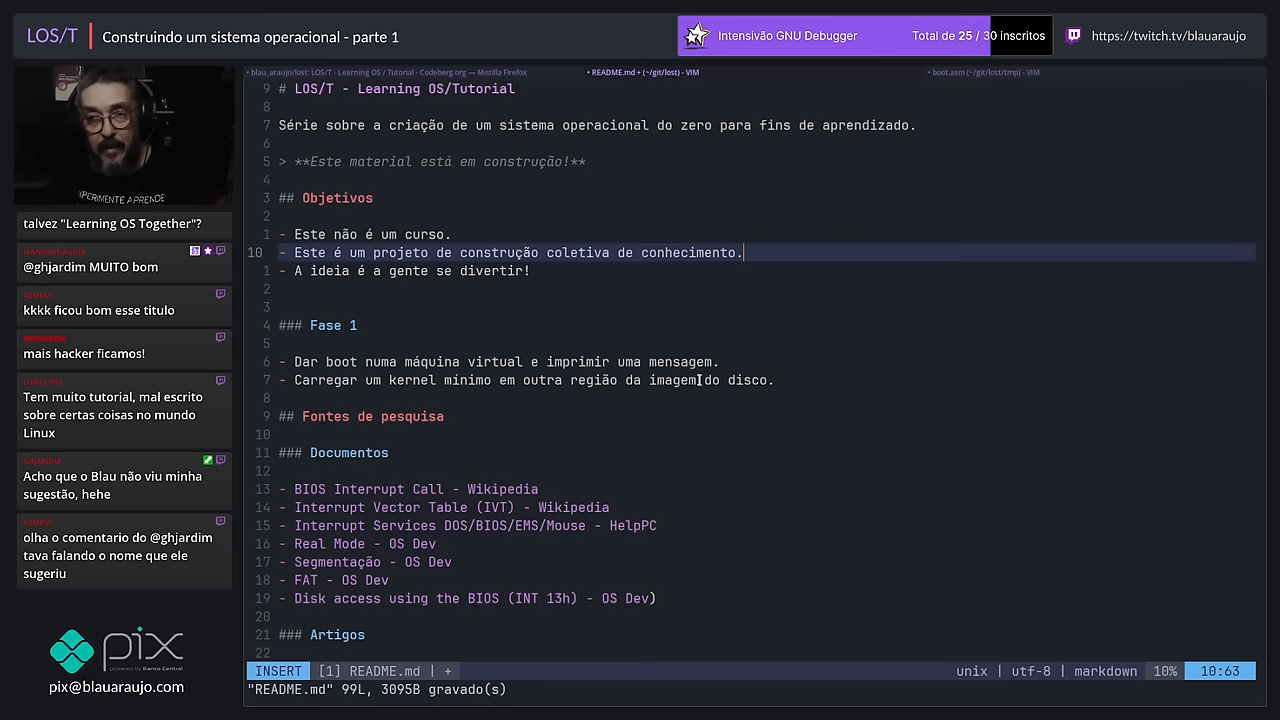 LOS/T
Construindo um sistema operacional - parte 1
Intensivão GNU Debugger
Total de 25 / 30 inscritos
https://twitch.tv/blauaraujo
XPERIMENTE APRENDE
talvez "Learning OS Together"?
IVANSANTIAGOJR
@ghjardim MUITO bom
AZMOVI
kkkk ficou bom esse titulo
mais hacker ficamos!
Tem muito tutorial, mal escrito
sobre certas coisas no mundo
Linux
GHJARDIM
Acho que o Blau não viu minha
sugestão, hehe
AZMOVI
olha o comentario do @ghjardim
tava falando o nome que ele
sugeriu
pix
powered by Banco Central
pix@blauaraujo.com
• blau_araujo/lost: LOS/T - Learning OS / Tutorial - Codeberg.org — Mozilla Firefox
• README.md + (~/git/lost) - VIM
• boot.asm (~/git/lost/tmp) - VIM
9 # LOS/T - Learning OS/Tutorial
8
7 Série sobre a criação de um sistema operacional do zero para fins de aprendizado.
6
5 > **Este material está em construção!**
4
3 ## Objetivos
2
1 - Este não é um curso.
10 - Este é um projeto de construção coletiva de conhecimento.
1 - A ideia é a gente se divertir!
2
3
4 ### Fase 1
5
6 - Dar boot numa máquina virtual e imprimir uma mensagem.
7 - Carregar um kernel mínimo em outra região da imagem do disco.
8
9 ## Fontes de pesquisa
10
11 ### Documentos
12
13 - BIOS Interrupt Call - Wikipedia
14 - Interrupt Vector Table (IVT) - Wikipedia
15 - Interrupt Services DOS/BIOS/EMS/Mouse - HelpPC
16 - Real Mode - OS Dev
17 - Segmentação - OS Dev
18 - FAT - OS Dev
19 - Disk access using the BIOS (INT 13h) - OS Dev)
20
21 ### Artigos
22
INSERT [1] README.md | +
unix | utf-8 | markdown 10% 10:63
"README.md" 99L, 3095B gravado(s)